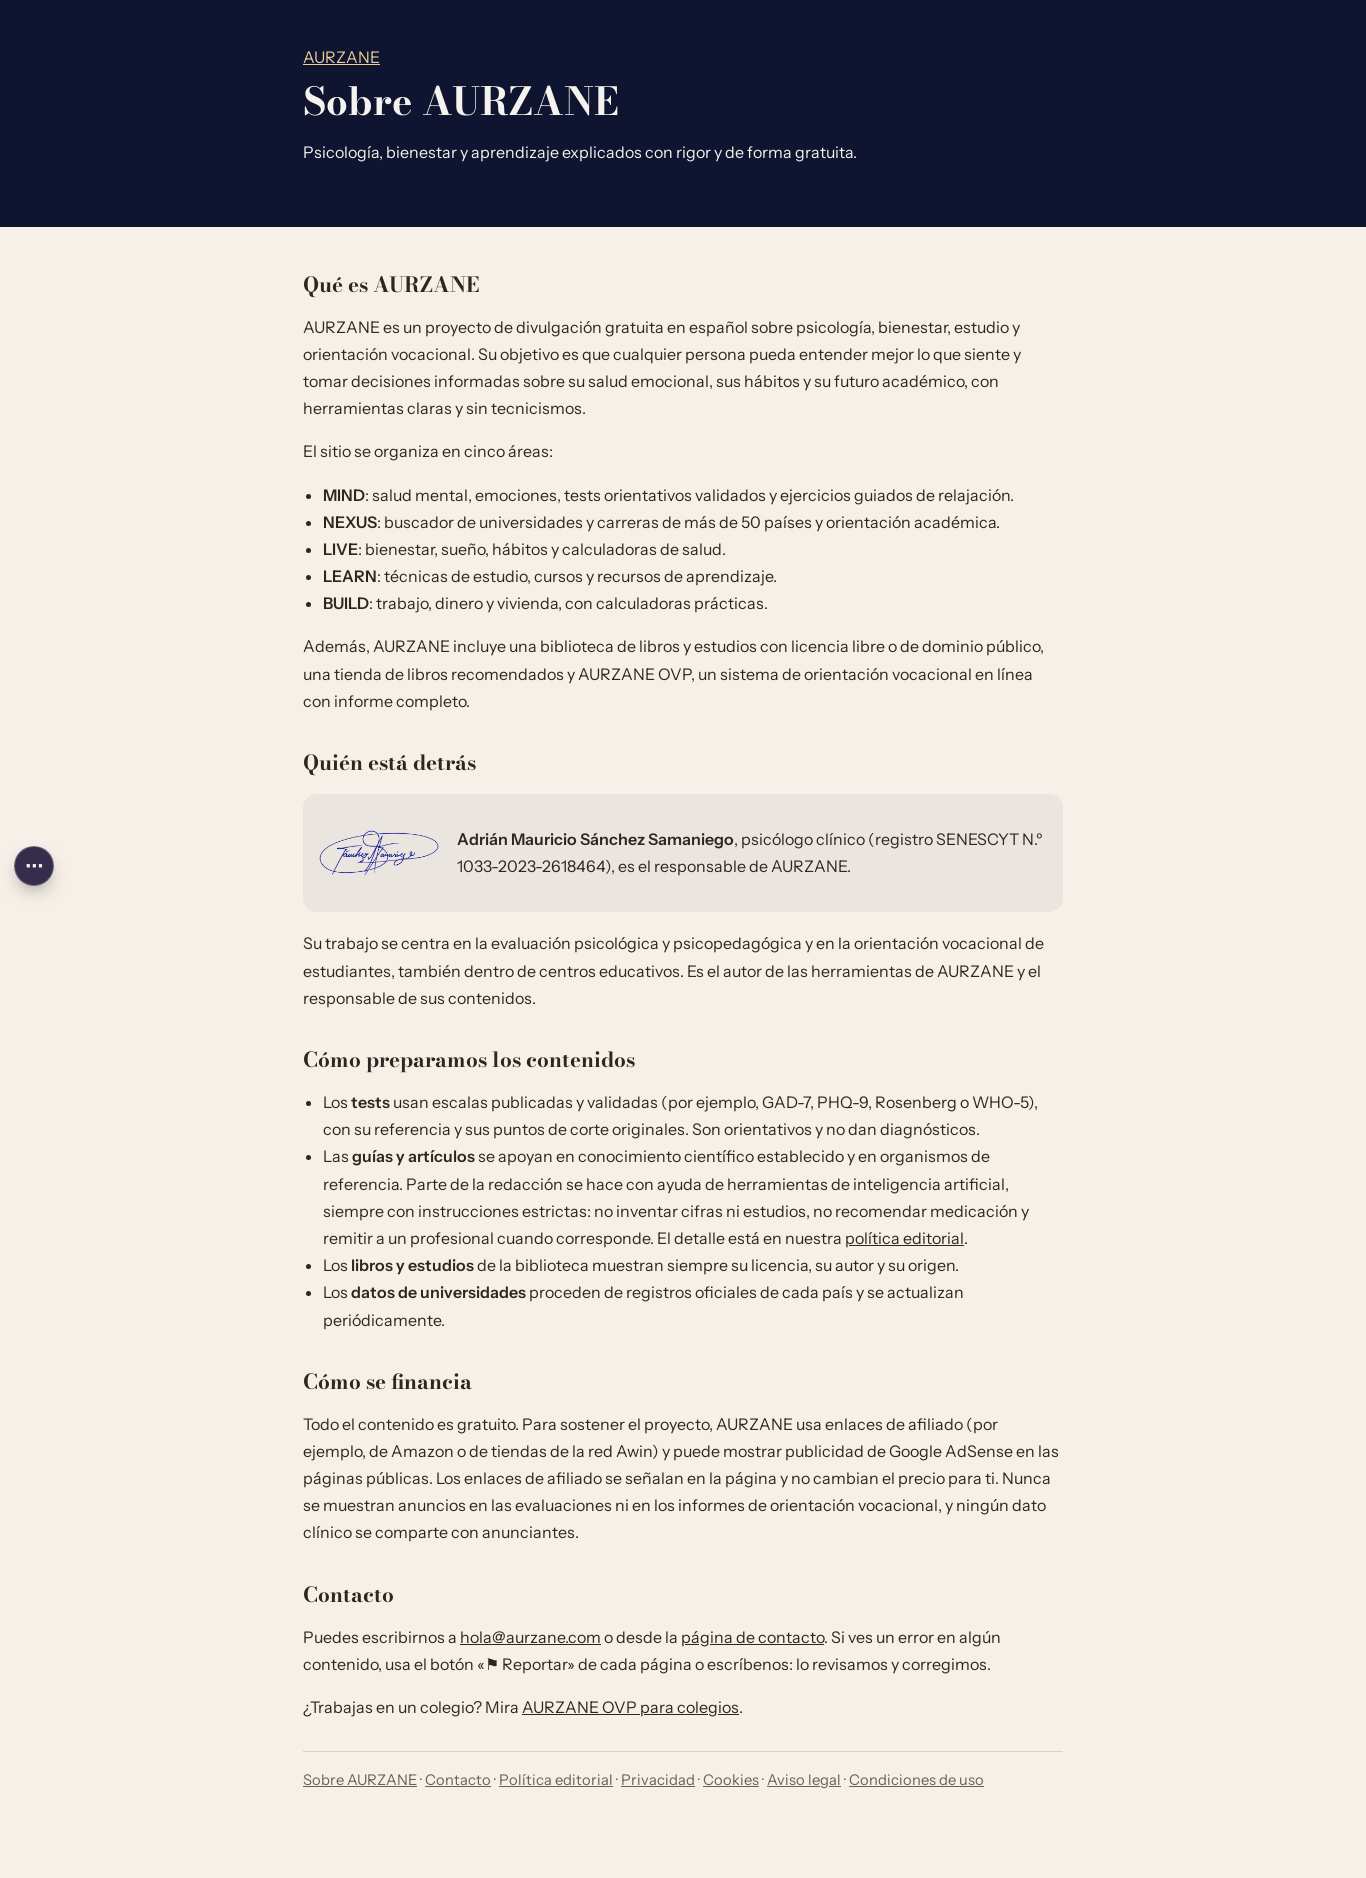 AURZANE
Sobre AURZANE
Psicología, bienestar y aprendizaje explicados con rigor y de forma gratuita.
Qué es AURZANE
AURZANE es un proyecto de divulgación gratuita en español sobre psicología, bienestar, estudio y
orientación vocacional. Su objetivo es que cualquier persona pueda entender mejor lo que siente y
tomar decisiones informadas sobre su salud emocional, sus hábitos y su futuro académico, con
herramientas claras y sin tecnicismos.
El sitio se organiza en cinco áreas:
• MIND: salud mental, emociones, tests orientativos validados y ejercicios guiados de relajación.
• NEXUS: buscador de universidades y carreras de más de 50 países y orientación académica.
• LIVE: bienestar, sueño, hábitos y calculadoras de salud.
• LEARN: técnicas de estudio, cursos y recursos de aprendizaje.
• BUILD: trabajo, dinero y vivienda, con calculadoras prácticas.
Además, AURZANE incluye una biblioteca de libros y estudios con licencia libre o de dominio público,
una tienda de libros recomendados y AURZANE OVP, un sistema de orientación vocacional en línea
con informe completo.
Quién está detrás
Adrián Mauricio Sánchez Samaniego, psicólogo clínico (registro SENESCYT N.º
1033-2023-2618464), es el responsable de AURZANE.
Su trabajo se centra en la evaluación psicológica y psicopedagógica y en la orientación vocacional de
estudiantes, también dentro de centros educativos. Es el autor de las herramientas de AURZANE y el
responsable de sus contenidos.
Cómo preparamos los contenidos
• Los tests usan escalas publicadas y validadas (por ejemplo, GAD-7, PHQ-9, Rosenberg o WHO-5),
con su referencia y sus puntos de corte originales. Son orientativos y no dan diagnósticos.
• Las guías y artículos se apoyan en conocimiento científico establecido y en organismos de
referencia. Parte de la redacción se hace con ayuda de herramientas de inteligencia artificial,
siempre con instrucciones estrictas: no inventar cifras ni estudios, no recomendar medicación y
remitir a un profesional cuando corresponde. El detalle está en nuestra política editorial.
• Los libros y estudios de la biblioteca muestran siempre su licencia, su autor y su origen.
• Los datos de universidades proceden de registros oficiales de cada país y se actualizan
periódicamente.
Cómo se financia
Todo el contenido es gratuito. Para sostener el proyecto, AURZANE usa enlaces de afiliado (por
ejemplo, de Amazon o de tiendas de la red Awin) y puede mostrar publicidad de Google AdSense en las
páginas públicas. Los enlaces de afiliado se señalan en la página y no cambian el precio para ti. Nunca
se muestran anuncios en las evaluaciones ni en los informes de orientación vocacional, y ningún dato
clínico se comparte con anunciantes.
Contacto
Puedes escribirnos a hola@aurzane.com o desde la página de contacto. Si ves un error en algún
contenido, usa el botón «⚑ Reportar» de cada página o escríbenos: lo revisamos y corregimos.
¿Trabajas en un colegio? Mira AURZANE OVP para colegios.
Sobre AURZANE · Contacto · Política editorial · Privacidad · Cookies · Aviso legal · Condiciones de uso